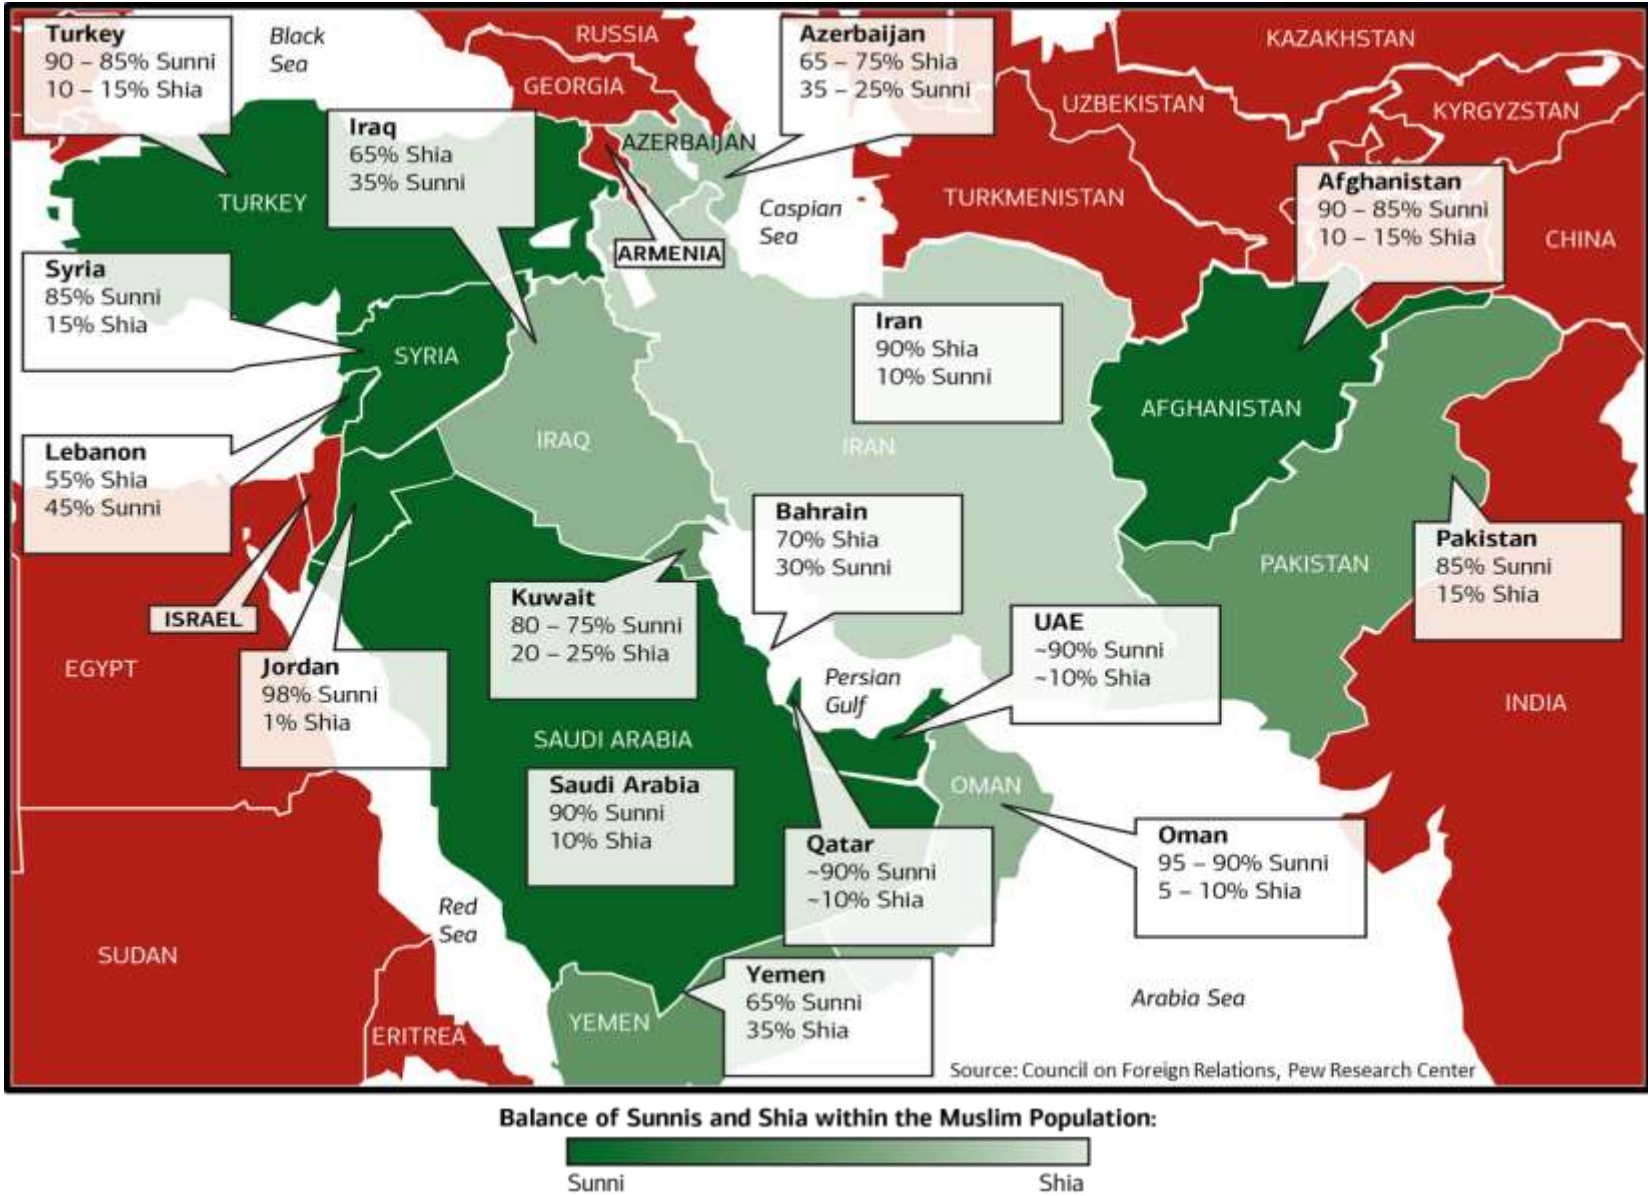 Turkey
90 – 85% Sunni
10 – 15% Shia
Black
Sea
RUSSIA
GEORGIA
Azerbaijan
65 – 75% Shia
35 – 25% Sunni
KAZAKHSTAN
UZBEKISTAN
KYRGYZSTAN
Iraq
65% Shia
35% Sunni
AZERBAIJAN
TURKEY
ARMENIA
Caspian
Sea
TURKMENISTAN
Afghanistan
90 – 85% Sunni
10 – 15% Shia
CHINA
Syria
85% Sunni
15% Shia
SYRIA
Iran
90% Shia
10% Sunni
AFGHANISTAN
Lebanon
55% Shia
45% Sunni
IRAQ
IRAN
Bahrain
70% Shia
30% Sunni
Pakistan
85% Sunni
15% Shia
PAKISTAN
ISRAEL
Kuwait
80 – 75% Sunni
20 – 25% Shia
UAE
~90% Sunni
~10% Shia
EGYPT
Jordan
98% Sunni
1% Shia
Persian
Gulf
INDIA
SAUDI ARABIA
Saudi Arabia
90% Sunni
10% Shia
OMAN
Qatar
~90% Sunni
~10% Shia
Oman
95 – 90% Sunni
5 – 10% Shia
Red
Sea
SUDAN
Yemen
65% Sunni
35% Shia
Arabia Sea
ERITREA
YEMEN
Source: Council on Foreign Relations, Pew Research Center
Balance of Sunnis and Shia within the Muslim Population:
Sunni
Shia